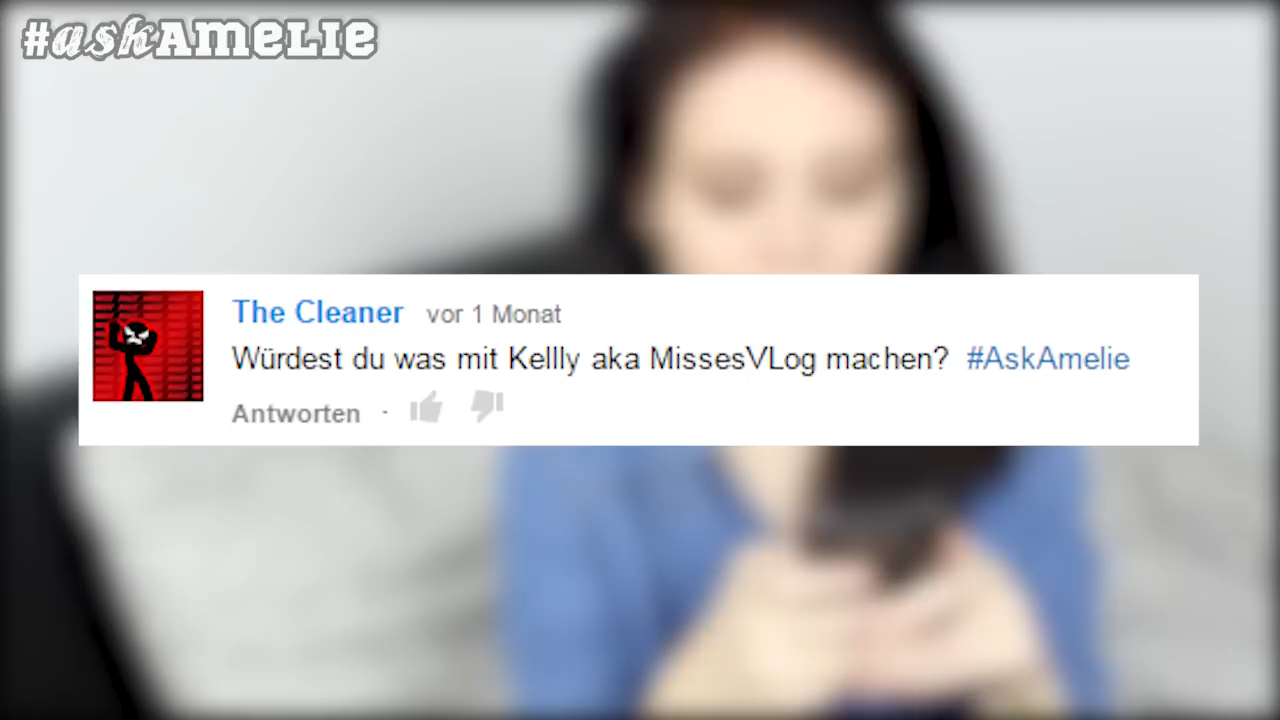 #askAmeLIe
The Cleaner vor 1 Monat
Würdest du was mit Kellly aka MissesVLog machen? #AskAmelie
Antworten ·